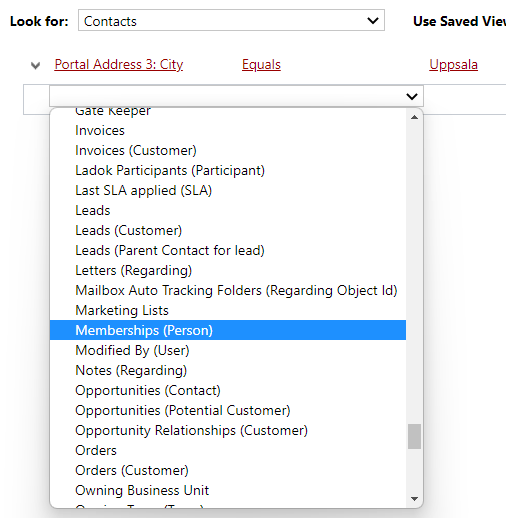 Look for: Contacts Use Saved View
Portal Address 3: City Equals Uppsala
Gate Keeper
Invoices
Invoices (Customer)
Ladok Participants (Participant)
Last SLA applied (SLA)
Leads
Leads (Customer)
Leads (Parent Contact for lead)
Letters (Regarding)
Mailbox Auto Tracking Folders (Regarding Object Id)
Marketing Lists
Memberships (Person)
Modified By (User)
Notes (Regarding)
Opportunities (Contact)
Opportunities (Potential Customer)
Opportunity Relationships (Customer)
Orders
Orders (Customer)
Owning Business Unit